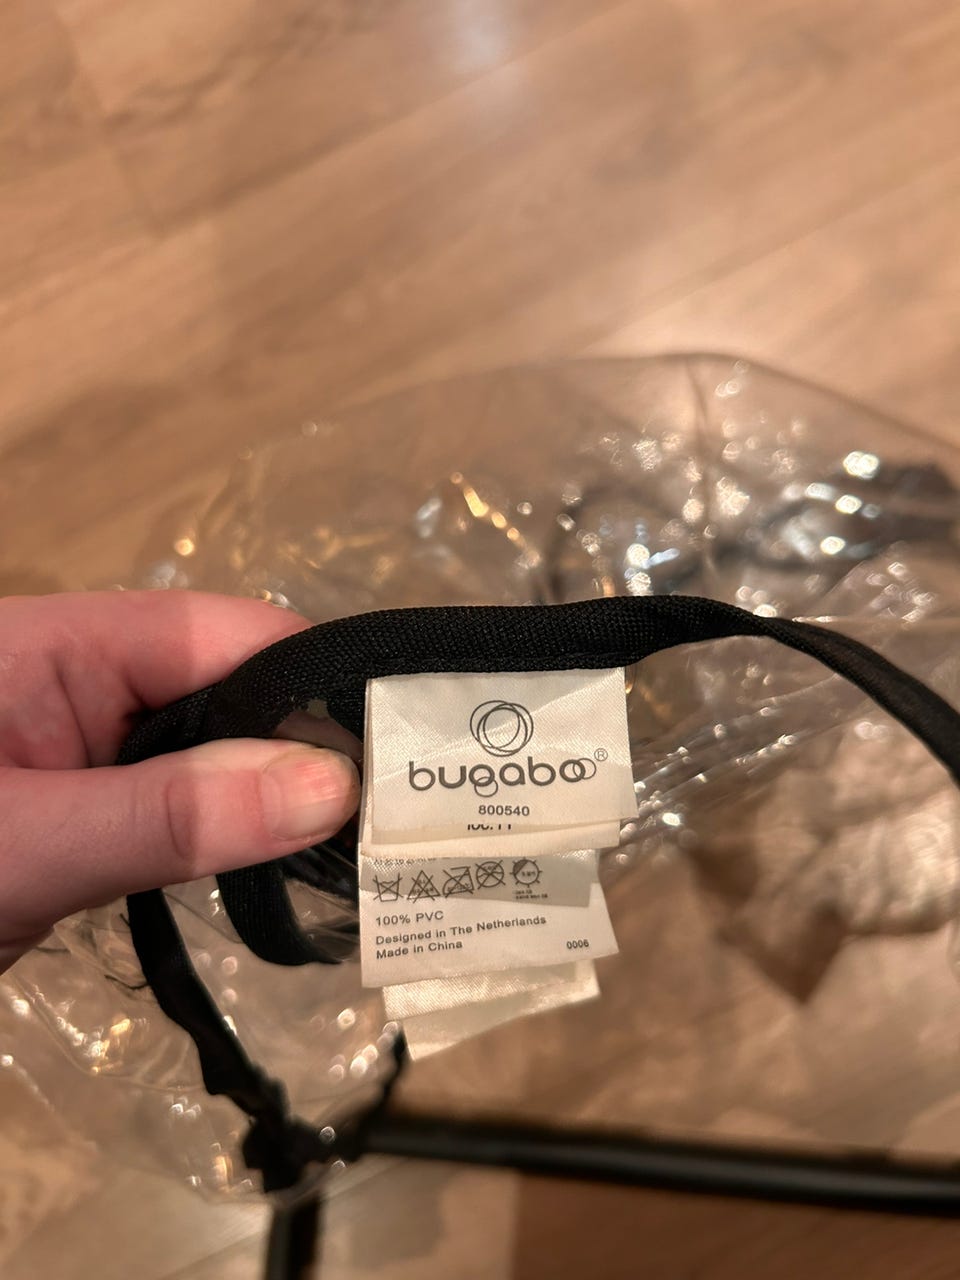 bugaboo®
800540
100% PVC
Designed in The Netherlands
Made in China
0006